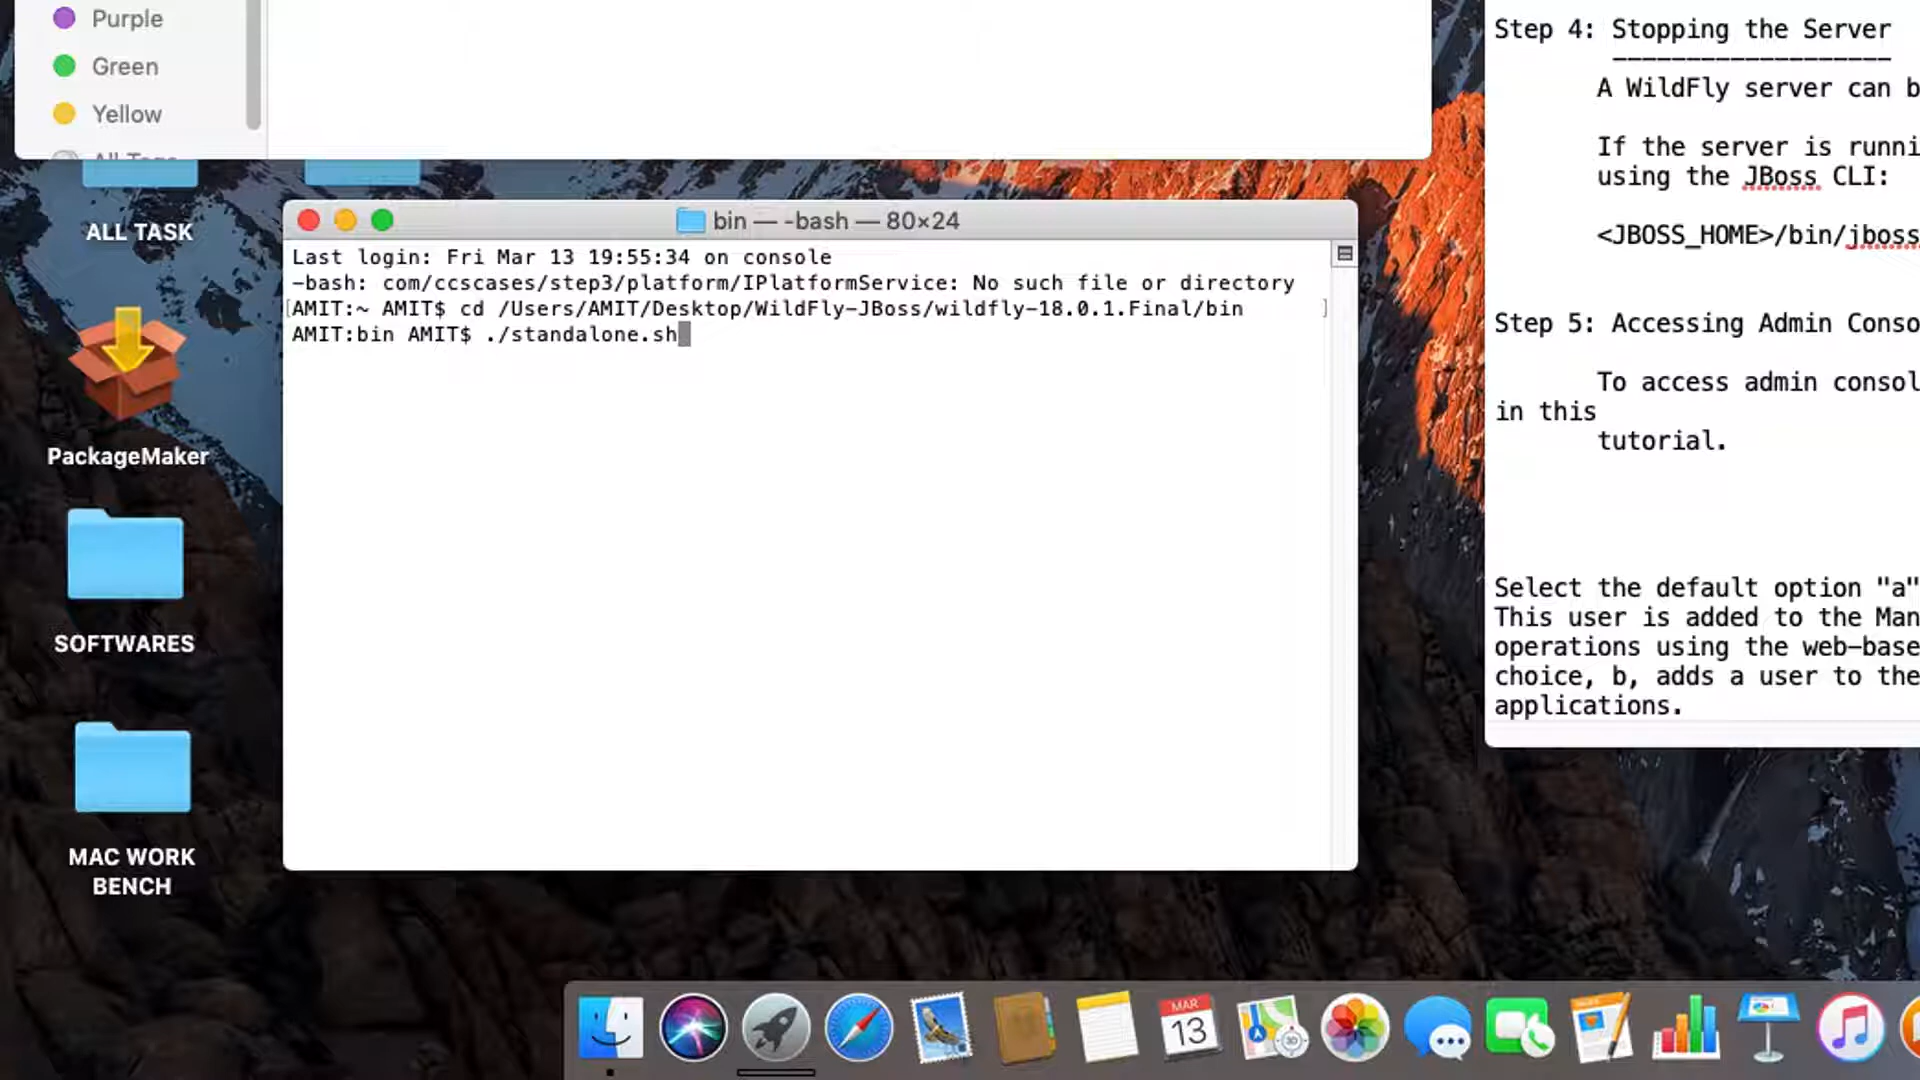 Purple
Green
Yellow
ALL TASK
PackageMaker
SOFTWARES
MAC WORK
BENCH
bin — -bash — 80×24
Last login: Fri Mar 13 19:55:34 on console
-bash: com/ccscases/step3/platform/IPlatformService: No such file or directory
[AMIT:~ AMIT$ cd /Users/AMIT/Desktop/WildFly-JBoss/wildfly-18.0.1.Final/bin ]
AMIT:bin AMIT$ ./standalone.sh
Step 4: Stopping the Server
-------------------
A WildFly server can b
If the server is runni
using the JBoss CLI:
<JBOSS_HOME>/bin/jboss
Step 5: Accessing Admin Conso
To access admin consol
in this
tutorial.
Select the default option "a"
This user is added to the Man
operations using the web-base
choice, b, adds a user to the
applications.
MAR
13
3D